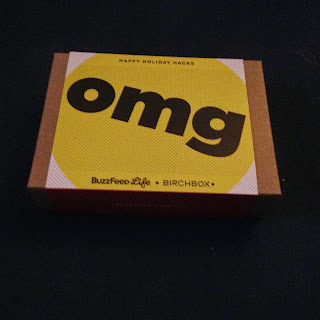 HAPPY HOLIDAY HACKS
omg
BuzzFeed Life • BIRCHBOX•